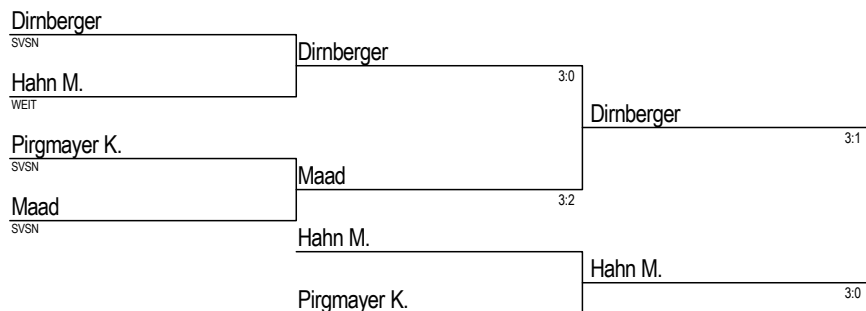 Dirnberger
SVSN
Dirnberger
3:0
Hahn M.
WEIT
Dirnberger
3:1
Pirgmayer K.
SVSN
Maad
3:2
Maad
SVSN
Hahn M.
Hahn M.
3:0
Pirgmayer K.